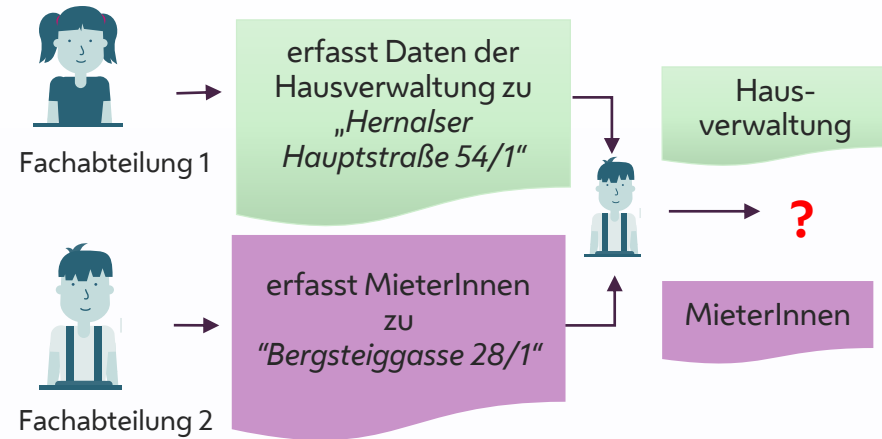 erfasst Daten der
Hausverwaltung zu
„Hernalser
Hauptstraße 54/1“
Fachabteilung 1
Haus-
verwaltung
?
erfasst MieterInnen
zu
“Bergsteiggasse 28/1“
Fachabteilung 2
MieterInnen